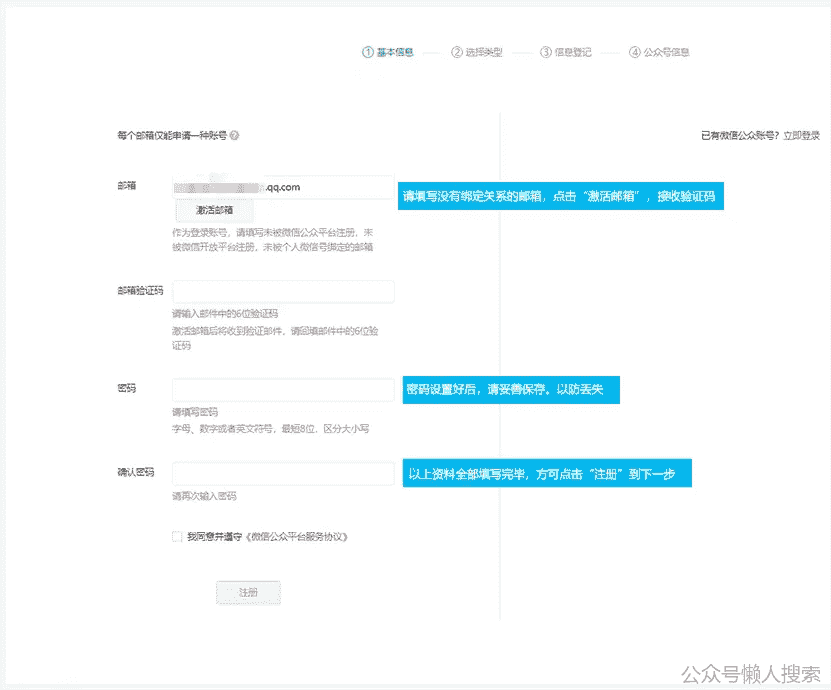 ① 基本信息 ② 选择类型 ③ 信息登记 ④ 公众号信息
每个邮箱仅能申请一种账号
已有微信公众账号？立即登录
邮箱
.qq.com
请填写没有绑定关系的邮箱，点击“激活邮箱”，接收验证码
激活邮箱
作为登录账号，请填写未被微信公众平台注册，未
被微信开放平台注册，未被个人微信号绑定的邮箱
邮箱验证码
请输入邮件中的6位验证码
激活邮箱后将收到验证邮件，请回填邮件中的6位验
证码
密码
密码设置好后，请妥善保存。以防丢失
请填写密码
字母、数字或者英文符号，最短8位，区分大小写
确认密码
以上资料全部填写完毕，方可点击“注册”到下一步
请再次输入密码
我同意并遵守《微信公众平台服务协议》
注册
公众号懒人搜索